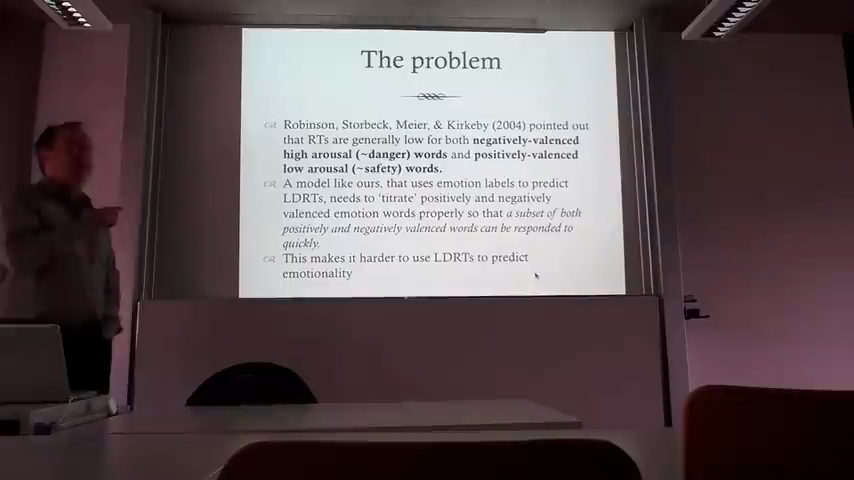 The problem
Robinson, Storbeck, Meier, & Kirkeby (2004) pointed out
that RTs are generally low for both negatively-valenced
high arousal (~danger) words and positively-valenced
low arousal (~safety) words.
A model like ours, that uses emotion labels to predict
LDRTs, needs to 'titrate' positively and negatively
valenced emotion words properly so that a subset of both
positively and negatively valenced words can be responded to
quickly.
This makes it harder to use LDRTs to predict
emotionality